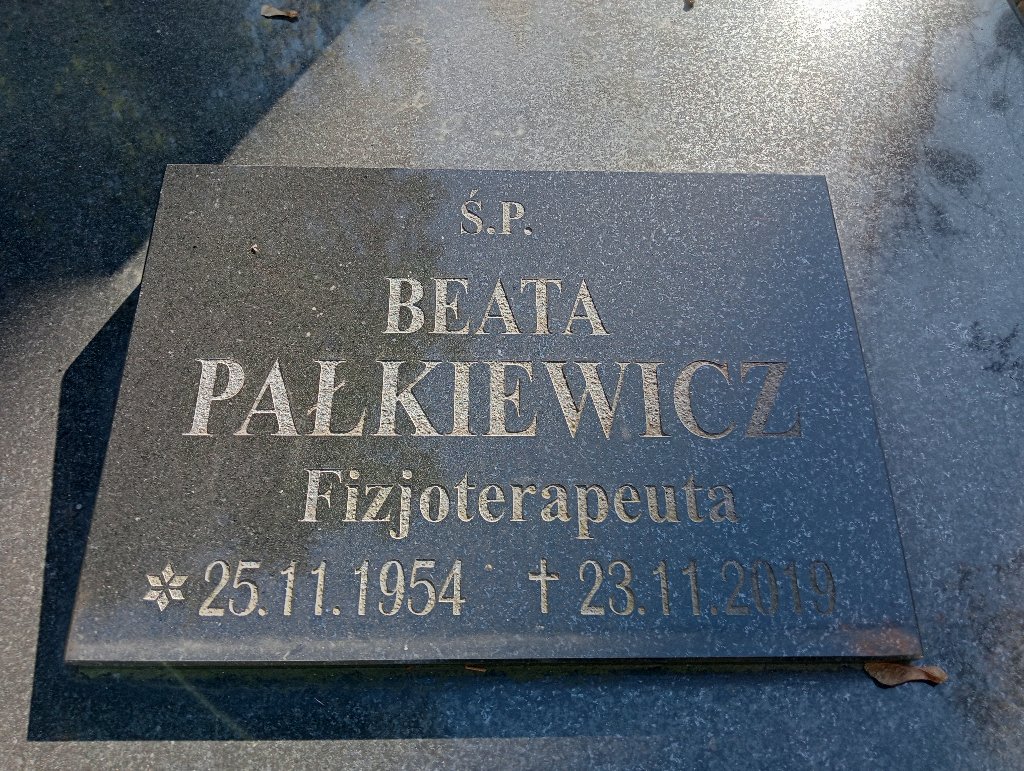 Ś.P.
BEATA
PAŁKIEWICZ
Fizjoterapeuta
25.11.1954 † 23.11.2019